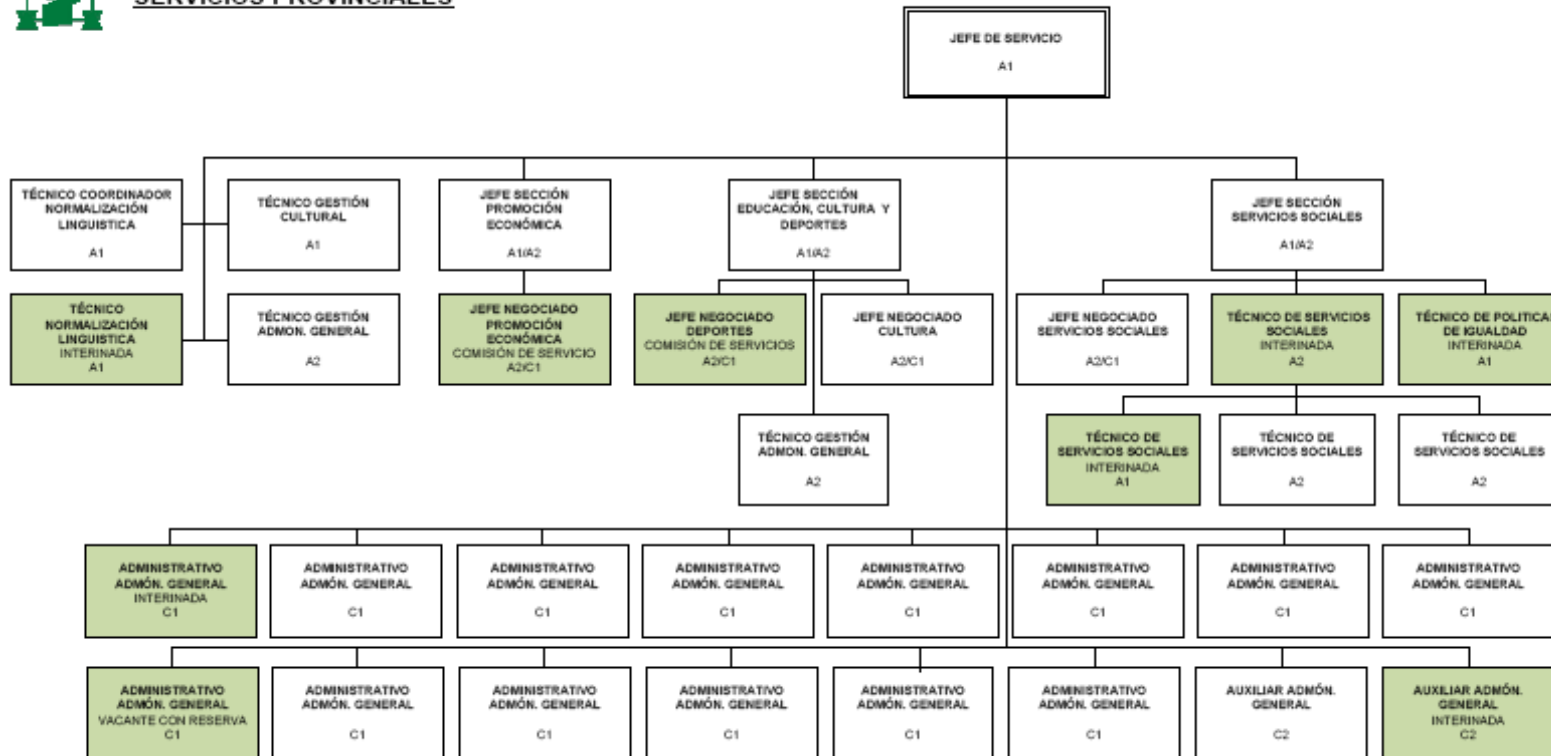 SERVICIOS PROVINCIALES
JEFE DE SERVICIO
A1
TÉCNICO COORDINADOR
NORMALIZACIÓN
LINGUISTICA
A1
TÉCNICO GESTIÓN
CULTURAL
A1
JEFE SECCIÓN
PROMOCIÓN
ECONÓMICA
A1/A2
JEFE SECCIÓN
EDUCACIÓN, CULTURA Y
DEPORTES
A1/A2
JEFE SECCIÓN
SERVICIOS SOCIALES
A1/A2
TÉCNICO
NORMALIZACIÓN
LINGUISTICA
INTERINADA
A1
TÉCNICO GESTIÓN
ADMON. GENERAL
A2
JEFE NEGOCIADO
PROMOCIÓN
ECONÓMICA
COMISIÓN DE SERVICIO
A2/C1
JEFE NEGOCIADO
DEPORTES
COMISIÓN DE SERVICIOS
A2/C1
JEFE NEGOCIADO
CULTURA
A2/C1
JEFE NEGOCIADO
SERVICIOS SOCIALES
A2/C1
TÉCNICO DE SERVICIOS
SOCIALES
INTERINADA
A2
TÉCNICO DE POLITICA
DE IGUALDAD
INTERINADA
A1
TÉCNICO GESTIÓN
ADMON. GENERAL
A2
TÉCNICO DE
SERVICIOS SOCIALES
INTERINADA
A1
TÉCNICO DE
SERVICIOS SOCIALES
A2
TÉCNICO DE
SERVICIOS SOCIALES
A2
ADMINISTRATIVO
ADMÓN. GENERAL
INTERINADA
C1
ADMINISTRATIVO
ADMÓN. GENERAL
C1
ADMINISTRATIVO
ADMÓN. GENERAL
C1
ADMINISTRATIVO
ADMÓN. GENERAL
C1
ADMINISTRATIVO
ADMÓN. GENERAL
C1
ADMINISTRATIVO
ADMÓN. GENERAL
C1
ADMINISTRATIVO
ADMÓN. GENERAL
C1
ADMINISTRATIVO
ADMÓN. GENERAL
C1
ADMINISTRATIVO
ADMÓN. GENERAL
VACANTE CON RESERVA
C1
ADMINISTRATIVO
ADMÓN. GENERAL
C1
ADMINISTRATIVO
ADMÓN. GENERAL
C1
ADMINISTRATIVO
ADMÓN. GENERAL
C1
ADMINISTRATIVO
ADMÓN. GENERAL
C1
ADMINISTRATIVO
ADMÓN. GENERAL
C1
AUXILIAR ADMÓN.
GENERAL
C2
AUXILIAR ADMÓN.
GENERAL
INTERINADA
C2